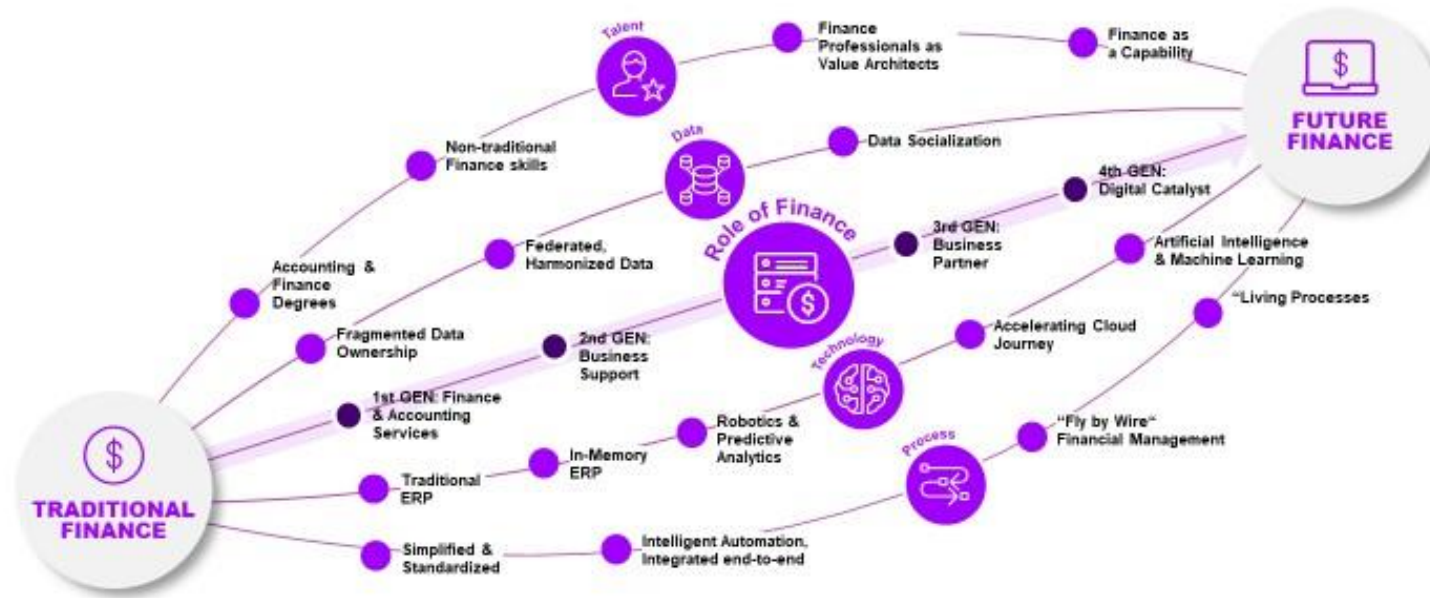 Talent
Finance
Professionals as
Value Architects
Finance as
a Capability
$
FUTURE
FINANCE
Non-traditional
Finance skills
Data
Data Socialization
4th GEN:
Digital Catalyst
Role of Finance
$
3rd GEN:
Business
Partner
Federated,
Harmonized Data
Artificial Intelligence
& Machine Learning
Accounting &
Finance
Degrees
"Living Processes
Fragmented Data
Ownership
2nd GEN:
Business
Support
Technology
Accelerating Cloud
Journey
1st GEN: Finance
& Accounting
Services
$
TRADITIONAL
FINANCE
Robotics &
Predictive
Analytics
In-Memory
ERP
Traditional
ERP
Process
"Fly by Wire"
Financial Management
Simplified &
Standardized
Intelligent Automation,
Integrated end-to-end